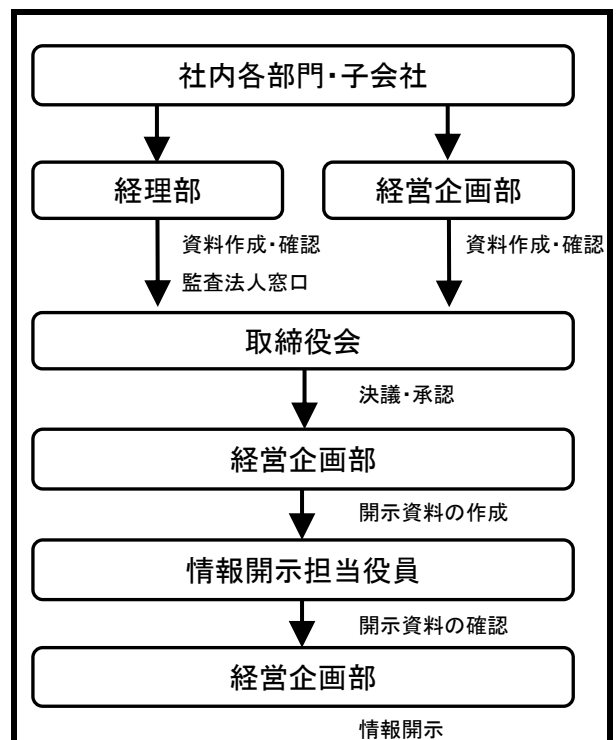 社内各部門・子会社
経理部
経営企画部
資料作成・確認
監査法人窓口
資料作成・確認
取締役会
決議・承認
経営企画部
開示資料の作成
情報開示担当役員
開示資料の確認
経営企画部
情報開示